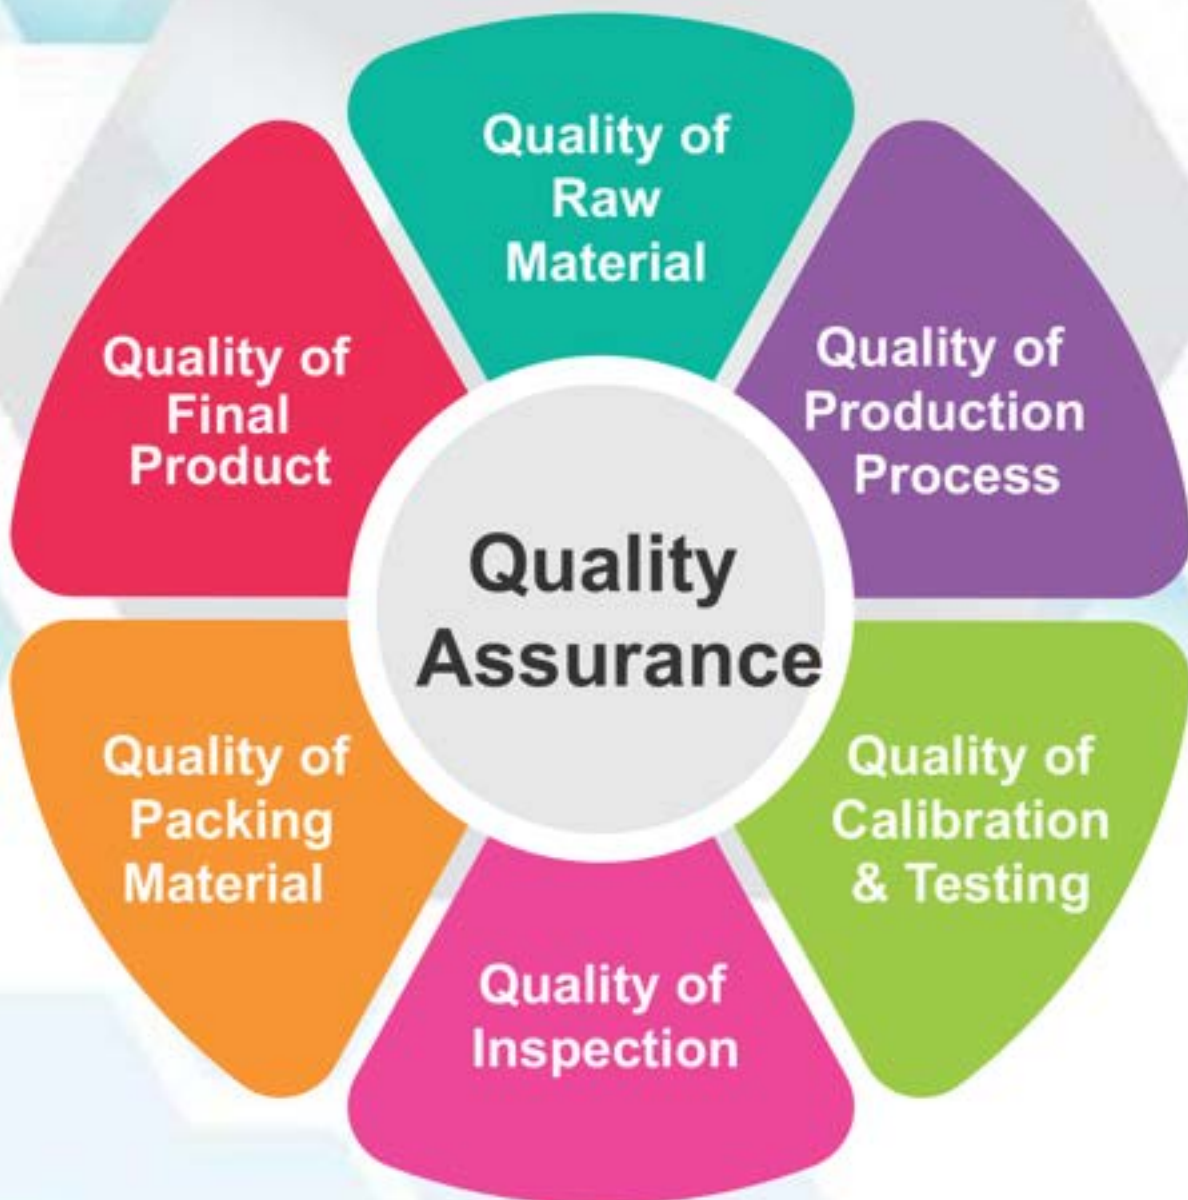 Quality of
Raw
Material
Quality of
Production
Process
Quality of
Calibration
& Testing
Quality of
Inspection
Quality of
Packing
Material
Quality of
Final
Product
Quality
Assurance